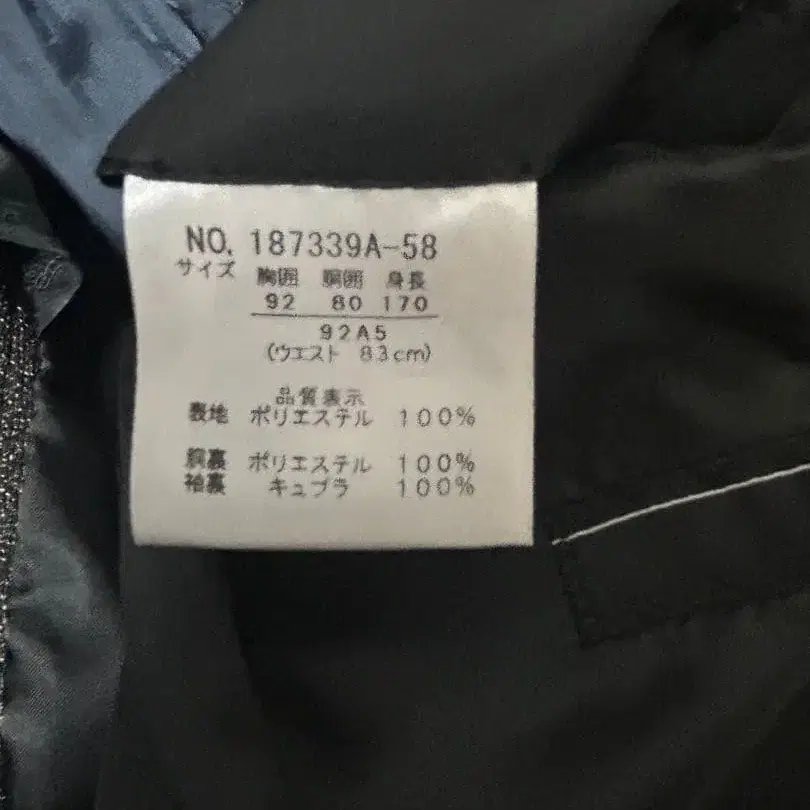 NO. 187339A-58
サイズ 胸囲 胴囲 身長
92 80 170
92A5
(ウエスト 83cm)
品質表示
表地 ポリエステル 100%
胴裏 ポリエステル 100%
袖裏 キュプラ 100%